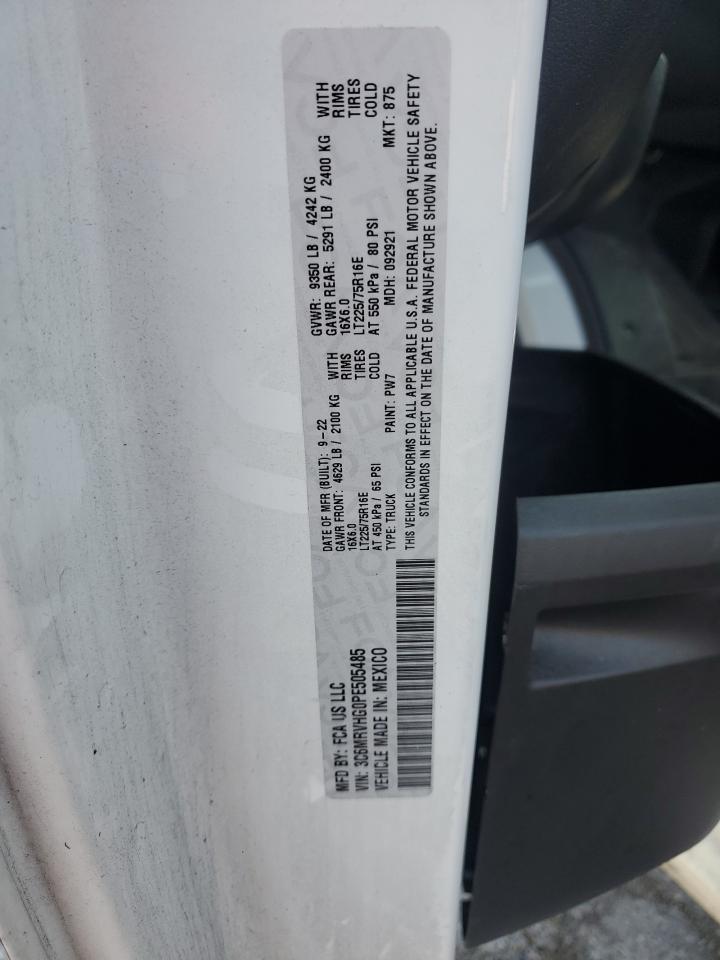 MFD BY: FCA US LLC
VIN: 3C6MRVHG0PE505485
VEHICLE MADE IN: MEXICO
DATE OF MFR (BUILT): 9-22
GVWR: 9350 LB / 4242 KG
GAWR FRONT: 4629 LB / 2100 KG WITH
GAWR REAR: 5291 LB / 2400 KG WITH
16X6.0 RIMS
16X6.0 RIMS
LT225/75R16E TIRES
LT225/75R16E TIRES
AT 450 kPa / 65 PSI COLD
AT 550 kPa / 80 PSI COLD
TYPE: TRUCK PAINT: PW7 MDH: 092921 MKT: 875
THIS VEHICLE CONFORMS TO ALL APPLICABLE U.S.A. FEDERAL MOTOR VEHICLE SAFETY
STANDARDS IN EFFECT ON THE DATE OF MANUFACTURE SHOWN ABOVE.